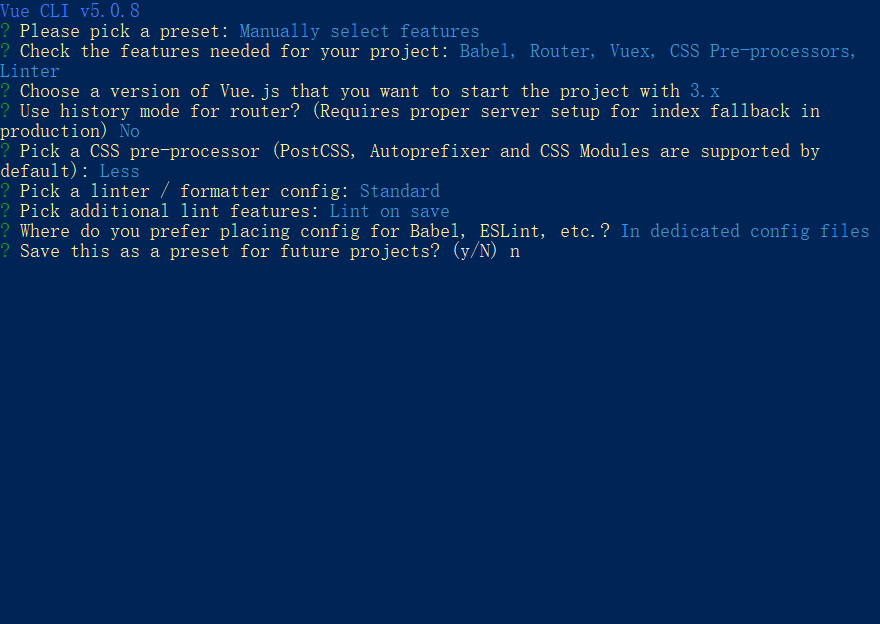 Vue CLI v5.0.8
? Please pick a preset: Manually select features
? Check the features needed for your project: Babel, Router, Vuex, CSS Pre-processors,
Linter
? Choose a version of Vue.js that you want to start the project with 3.x
? Use history mode for router? (Requires proper server setup for index fallback in
production) No
? Pick a CSS pre-processor (PostCSS, Autoprefixer and CSS Modules are supported by
default): Less
? Pick a linter / formatter config: Standard
? Pick additional lint features: Lint on save
? Where do you prefer placing config for Babel, ESLint, etc.? In dedicated config files
? Save this as a preset for future projects? (y/N) n